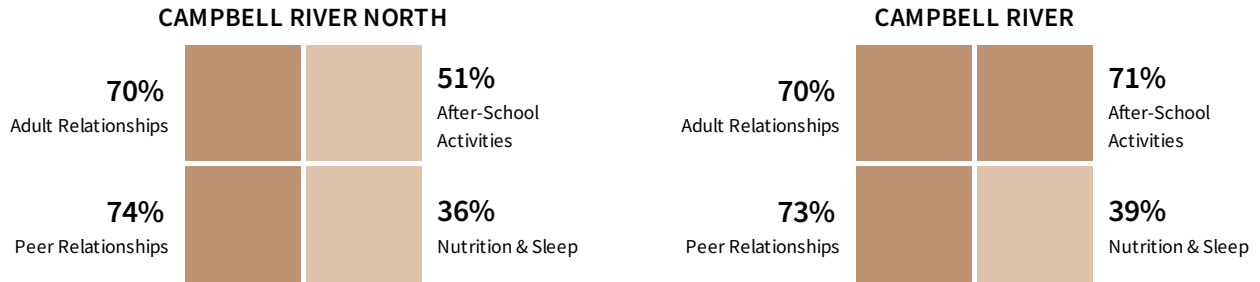 CAMPBELL RIVER NORTH
70%
Adult Relationships
51%
After-School
Activities
74%
Peer Relationships
36%
Nutrition & Sleep
CAMPBELL RIVER
70%
Adult Relationships
71%
After-School
Activities
73%
Peer Relationships
39%
Nutrition & Sleep